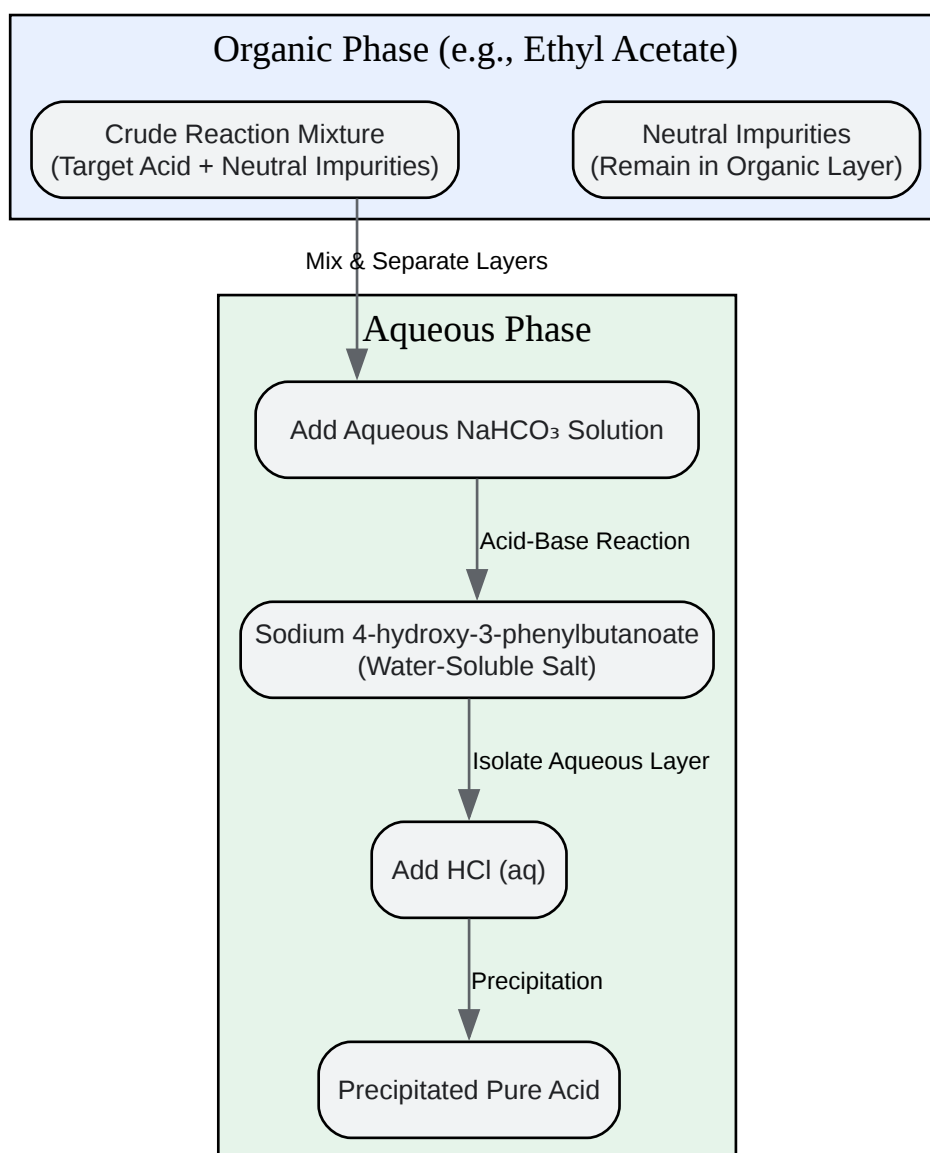 Organic Phase (e.g., Ethyl Acetate)
Crude Reaction Mixture
(Target Acid + Neutral Impurities)
Neutral Impurities
(Remain in Organic Layer)
Mix & Separate Layers
Aqueous Phase
Add Aqueous NaHCO₃ Solution
Acid-Base Reaction
Sodium 4-hydroxy-3-phenylbutanoate
(Water-Soluble Salt)
Isolate Aqueous Layer
Add HCl (aq)
Precipitation
Precipitated Pure Acid